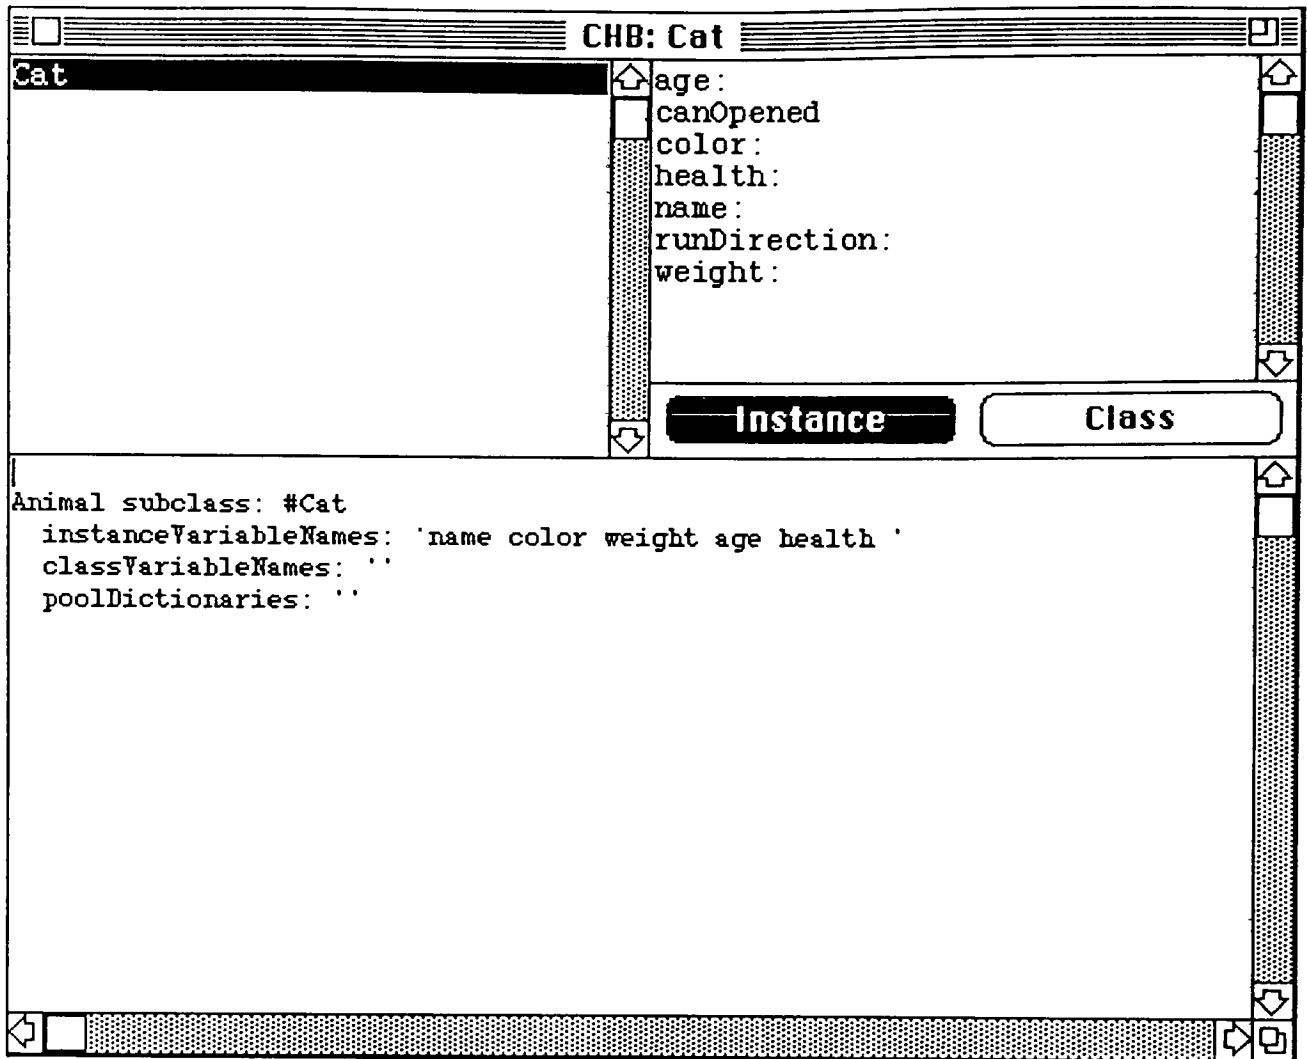 CHB: Cat
Cat
age:
canOpened
color:
health:
name:
runDirection:
weight:
Instance
Class
Animal subclass: #Cat
instanceVariableNames: 'name color weight age health '
classVariableNames: ''
poolDictionaries: ''